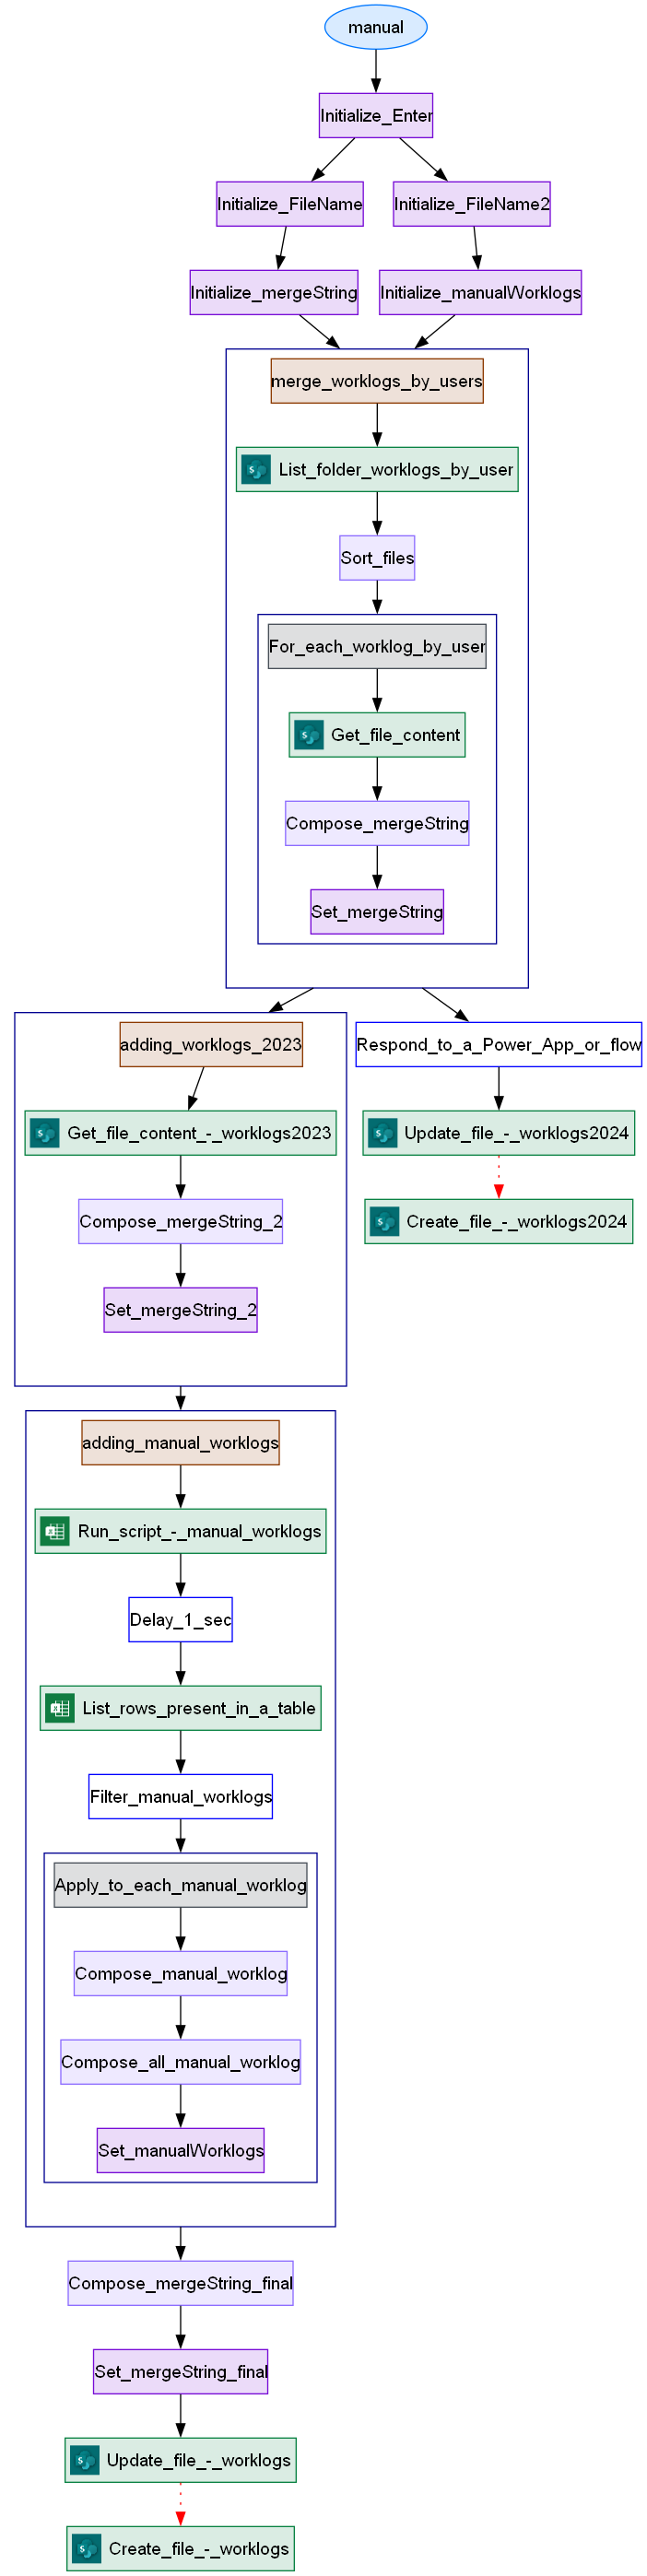 manual
Initialize_Enter
Initialize_FileName
Initialize_FileName2
Initialize_mergeString
Initialize_manualWorklogs
merge_worklogs_by_users
List_folder_worklogs_by_user
Sort_files
For_each_worklog_by_user
Get_file_content
Compose_mergeString
Set_mergeString
adding_worklogs_2023
Respond_to_a_Power_App_or_flow
Get_file_content_-_worklogs2023
Update_file_-_worklogs2024
Compose_mergeString_2
Create_file_-_worklogs2024
Set_mergeString_2
adding_manual_worklogs
Run_script_-_manual_worklogs
Delay_1_sec
List_rows_present_in_a_table
Filter_manual_worklogs
Apply_to_each_manual_worklog
Compose_manual_worklog
Compose_all_manual_worklog
Set_manualWorklogs
Compose_mergeString_final
Set_mergeString_final
Update_file_-_worklogs
Create_file_-_worklogs